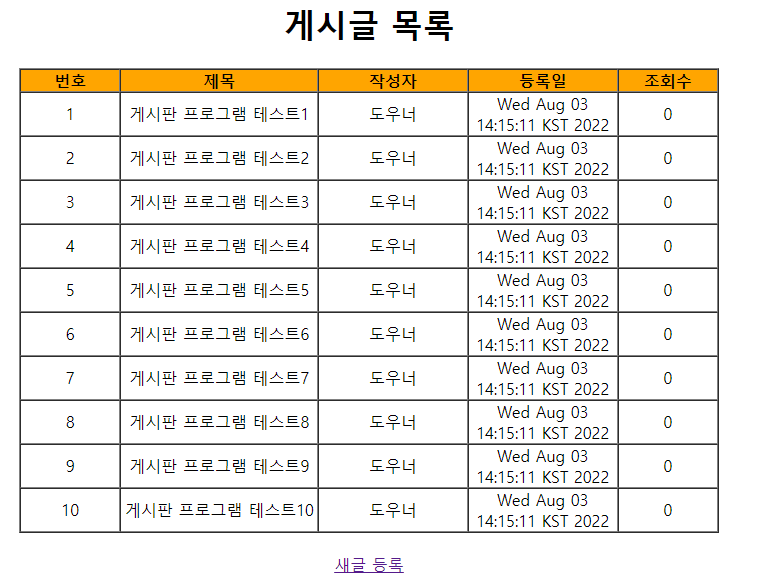 게시글 목록
번호 제목 작성자 등록일 조회수
1 게시판 프로그램 테스트1 도우너 Wed Aug 03 14:15:11 KST 2022 0
2 게시판 프로그램 테스트2 도우너 Wed Aug 03 14:15:11 KST 2022 0
3 게시판 프로그램 테스트3 도우너 Wed Aug 03 14:15:11 KST 2022 0
4 게시판 프로그램 테스트4 도우너 Wed Aug 03 14:15:11 KST 2022 0
5 게시판 프로그램 테스트5 도우너 Wed Aug 03 14:15:11 KST 2022 0
6 게시판 프로그램 테스트6 도우너 Wed Aug 03 14:15:11 KST 2022 0
7 게시판 프로그램 테스트7 도우너 Wed Aug 03 14:15:11 KST 2022 0
8 게시판 프로그램 테스트8 도우너 Wed Aug 03 14:15:11 KST 2022 0
9 게시판 프로그램 테스트9 도우너 Wed Aug 03 14:15:11 KST 2022 0
10 게시판 프로그램 테스트10 도우너 Wed Aug 03 14:15:11 KST 2022 0
새글 등록